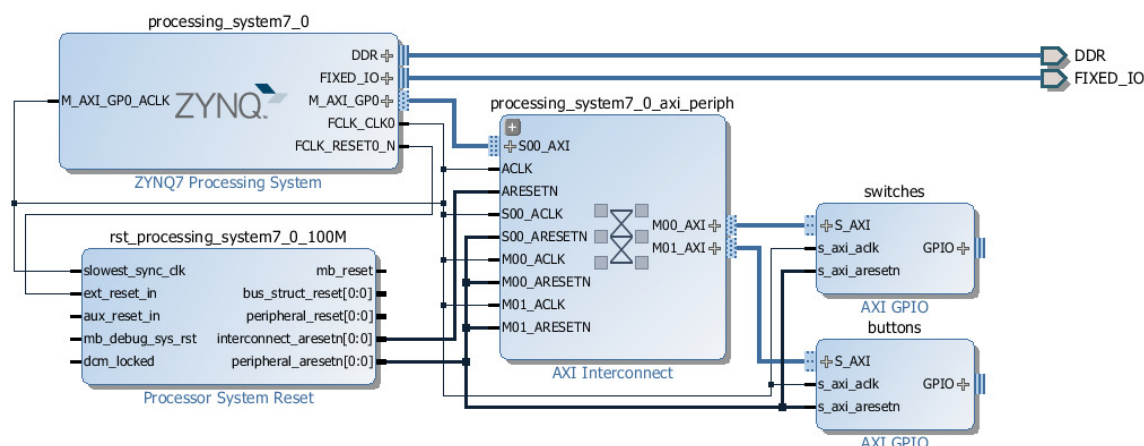 processing_system7_0
DDR
FIXED_IO
M_AXI_GP0_ACLK
ZYNQ
M_AXI_GP0
FCLK_CLK0
FCLK_RESET0_N
ZYNQ7 Processing System
DDR
FIXED_IO
processing_system7_0_axi_periph
S00_AXI
ACLK
ARESETN
S00_ACLK
S00_ARESETN
M00_ACLK
M00_ARESETN
M01_ACLK
M01_ARESETN
M00_AXI
M01_AXI
AXI Interconnect
rst_processing_system7_0_100M
slowest_sync_clk
ext_reset_in
aux_reset_in
mb_debug_sys_rst
dcm_locked
mb_reset
bus_struct_reset[0:0]
peripheral_reset[0:0]
interconnect_aresetn[0:0]
peripheral_aresetn[0:0]
Processor System Reset
switches
S_AXI
s_axi_aclk
s_axi_aresetn
GPIO
AXI GPIO
buttons
S_AXI
s_axi_aclk
s_axi_aresetn
GPIO
AXI GPIO